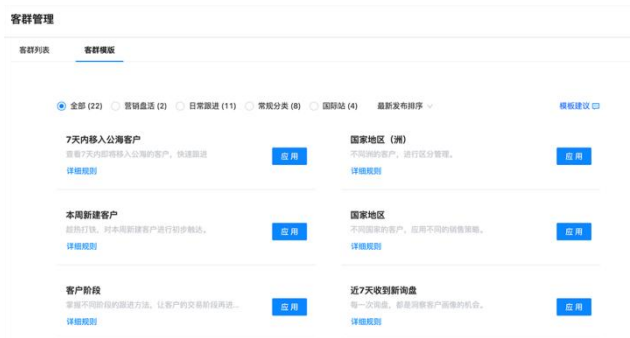 客群管理
客群列表 客群模版
全部 (22) 营销盘活 (2) 日常跟进 (11) 常规分类 (8) 国际站 (4) 最新发布排序 模板建议
7天内移入公海客户
查看7天内即将移入公海的客户，快速跟进
应用
详细规则
国家地区（洲）
不同洲的客户，进行区分管理。
应用
详细规则
本周新建客户
趁热打铁，对本周新建客户进行初步触达。
应用
详细规则
国家地区
不同国家的客户，应用不同的销售策略。
应用
详细规则
客户阶段
掌握不同阶段的跟进方法，让客户的交易阶段再进...
应用
详细规则
近7天收到新询盘
每一次询盘，都是洞察客户画像的机会。
应用
详细规则